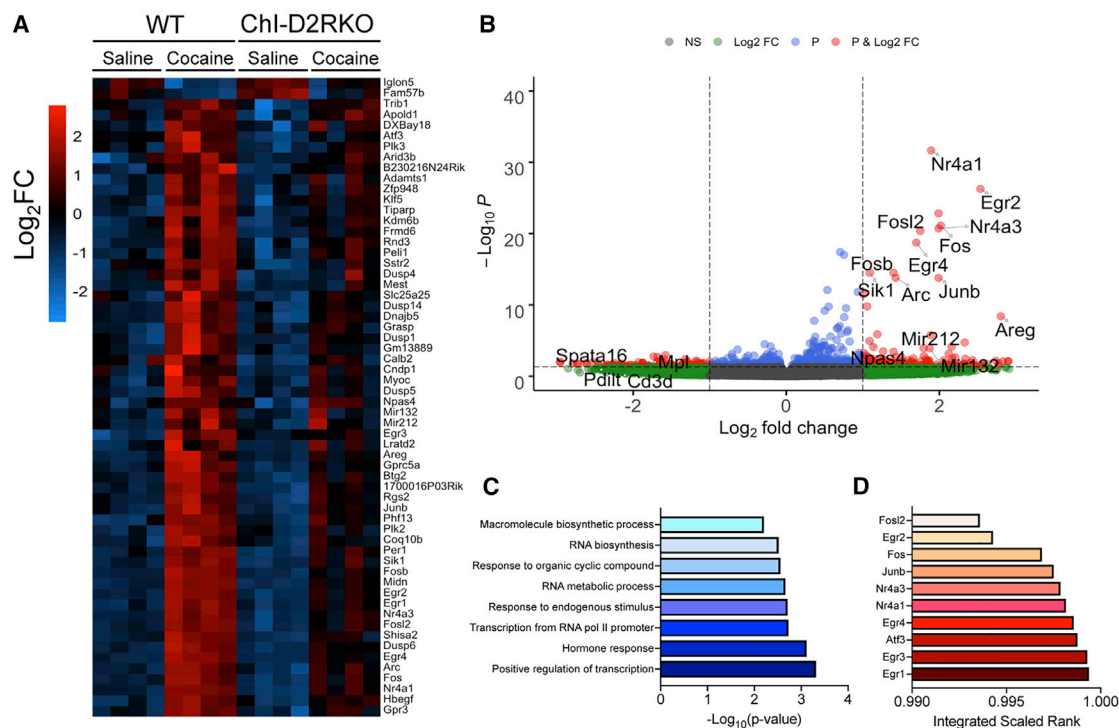 A
WT
ChI-D2RKO
Saline
Cocaine
Saline
Cocaine
Log2FC
2
1
0
-1
-2
Iglon5
Fam57b
Trib1
Apold1
DXBay18
Atf3
Plk3
Arid3b
B230216N24Rik
Adamts1
Zfp948
Klf5
Tiparp
Kdm6b
Frmd6
Rnd3
Peli1
Sstr2
Dusp4
Mest
Slc25a25
Dusp14
Dnajb5
Grasp
Dusp1
Gm13889
Calb2
Cndp1
Myoc
Dusp5
Npas4
Mir132
Mir212
Egr3
Lratd2
Areg
Gprc5a
Btg2
1700016P03Rik
Rgs2
Junb
Phf13
Plk2
Coq10b
Per1
Sik1
Fosb
Midn
Egr2
Egr1
Nr4a3
Fosl2
Shisa2
Dusp6
Egr4
Arc
Fos
Nr4a1
Hbegf
Gpr3
B
NS
Log2 FC
P
P & Log2 FC
40
30
20
10
0
−Log10 P
Nr4a1
Egr2
Fosl2
Nr4a3
Fos
Fosb
Egr4
Sik1
Arc
Junb
Areg
Mir212
Spata16
Mpl
Npas4
Mir132
Pdilt
Cd3d
-2
0
2
Log2 fold change
C
Macromolecule biosynthetic process
RNA biosynthesis
Response to organic cyclic compound
RNA metabolic process
Response to endogenous stimulus
Transcription from RNA pol II promoter
Hormone response
Positive regulation of transcription
0 1 2 3 4
-Log10(p-value)
D
Fosl2
Egr2
Fos
Junb
Nr4a3
Nr4a1
Egr4
Atf3
Egr3
Egr1
0.990 0.995 1.000
Integrated Scaled Rank